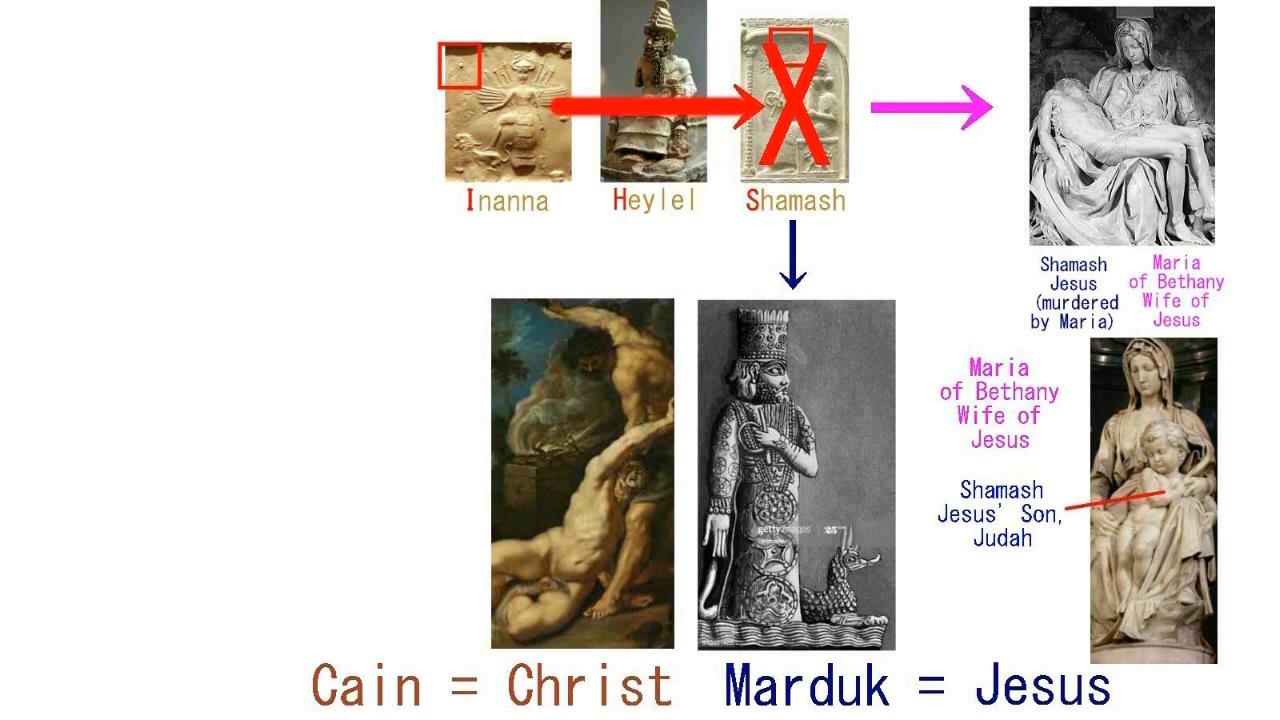 Inanna
Heylel
Shamash
Shamash
Jesus
(murdered
by Maria)
Maria
of Bethany
Wife of
Jesus
Maria
of Bethany
Wife of
Jesus
Shamash
Jesus' Son,
Judah
gettyimages
Cain = Christ
Marduk = Jesus